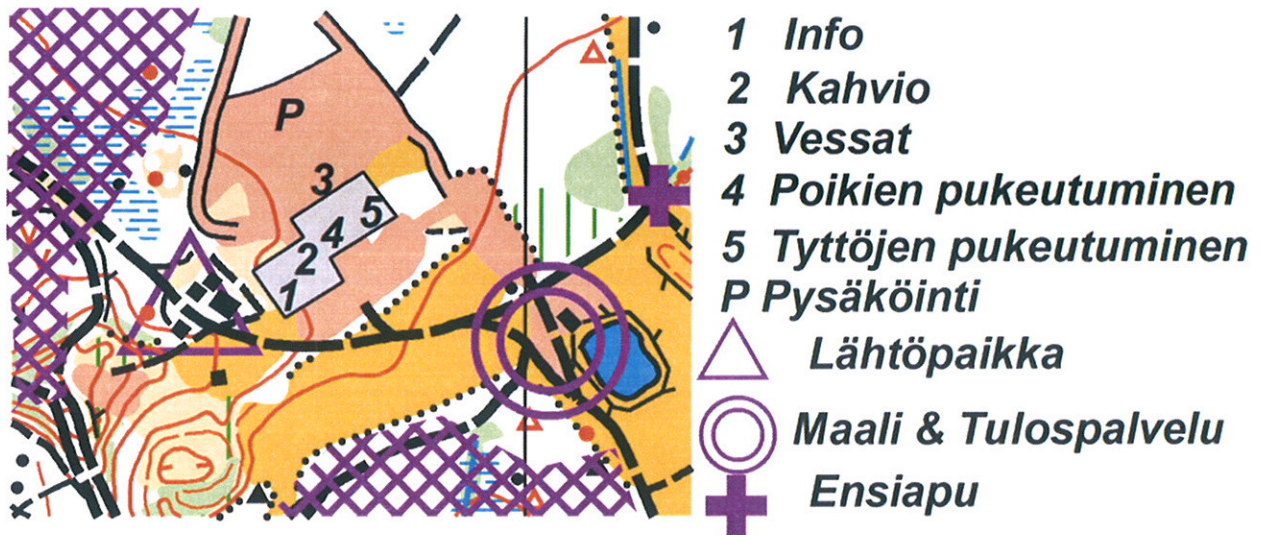 P
3
5
4
2
1
1 Info
2 Kahvio
3 Vessat
4 Poikien pukeutuminen
5 Tyttöjen pukeutuminen
P Pysäköinti
Lähtöpaikka
Maali & Tulospalvelu
Ensiapu